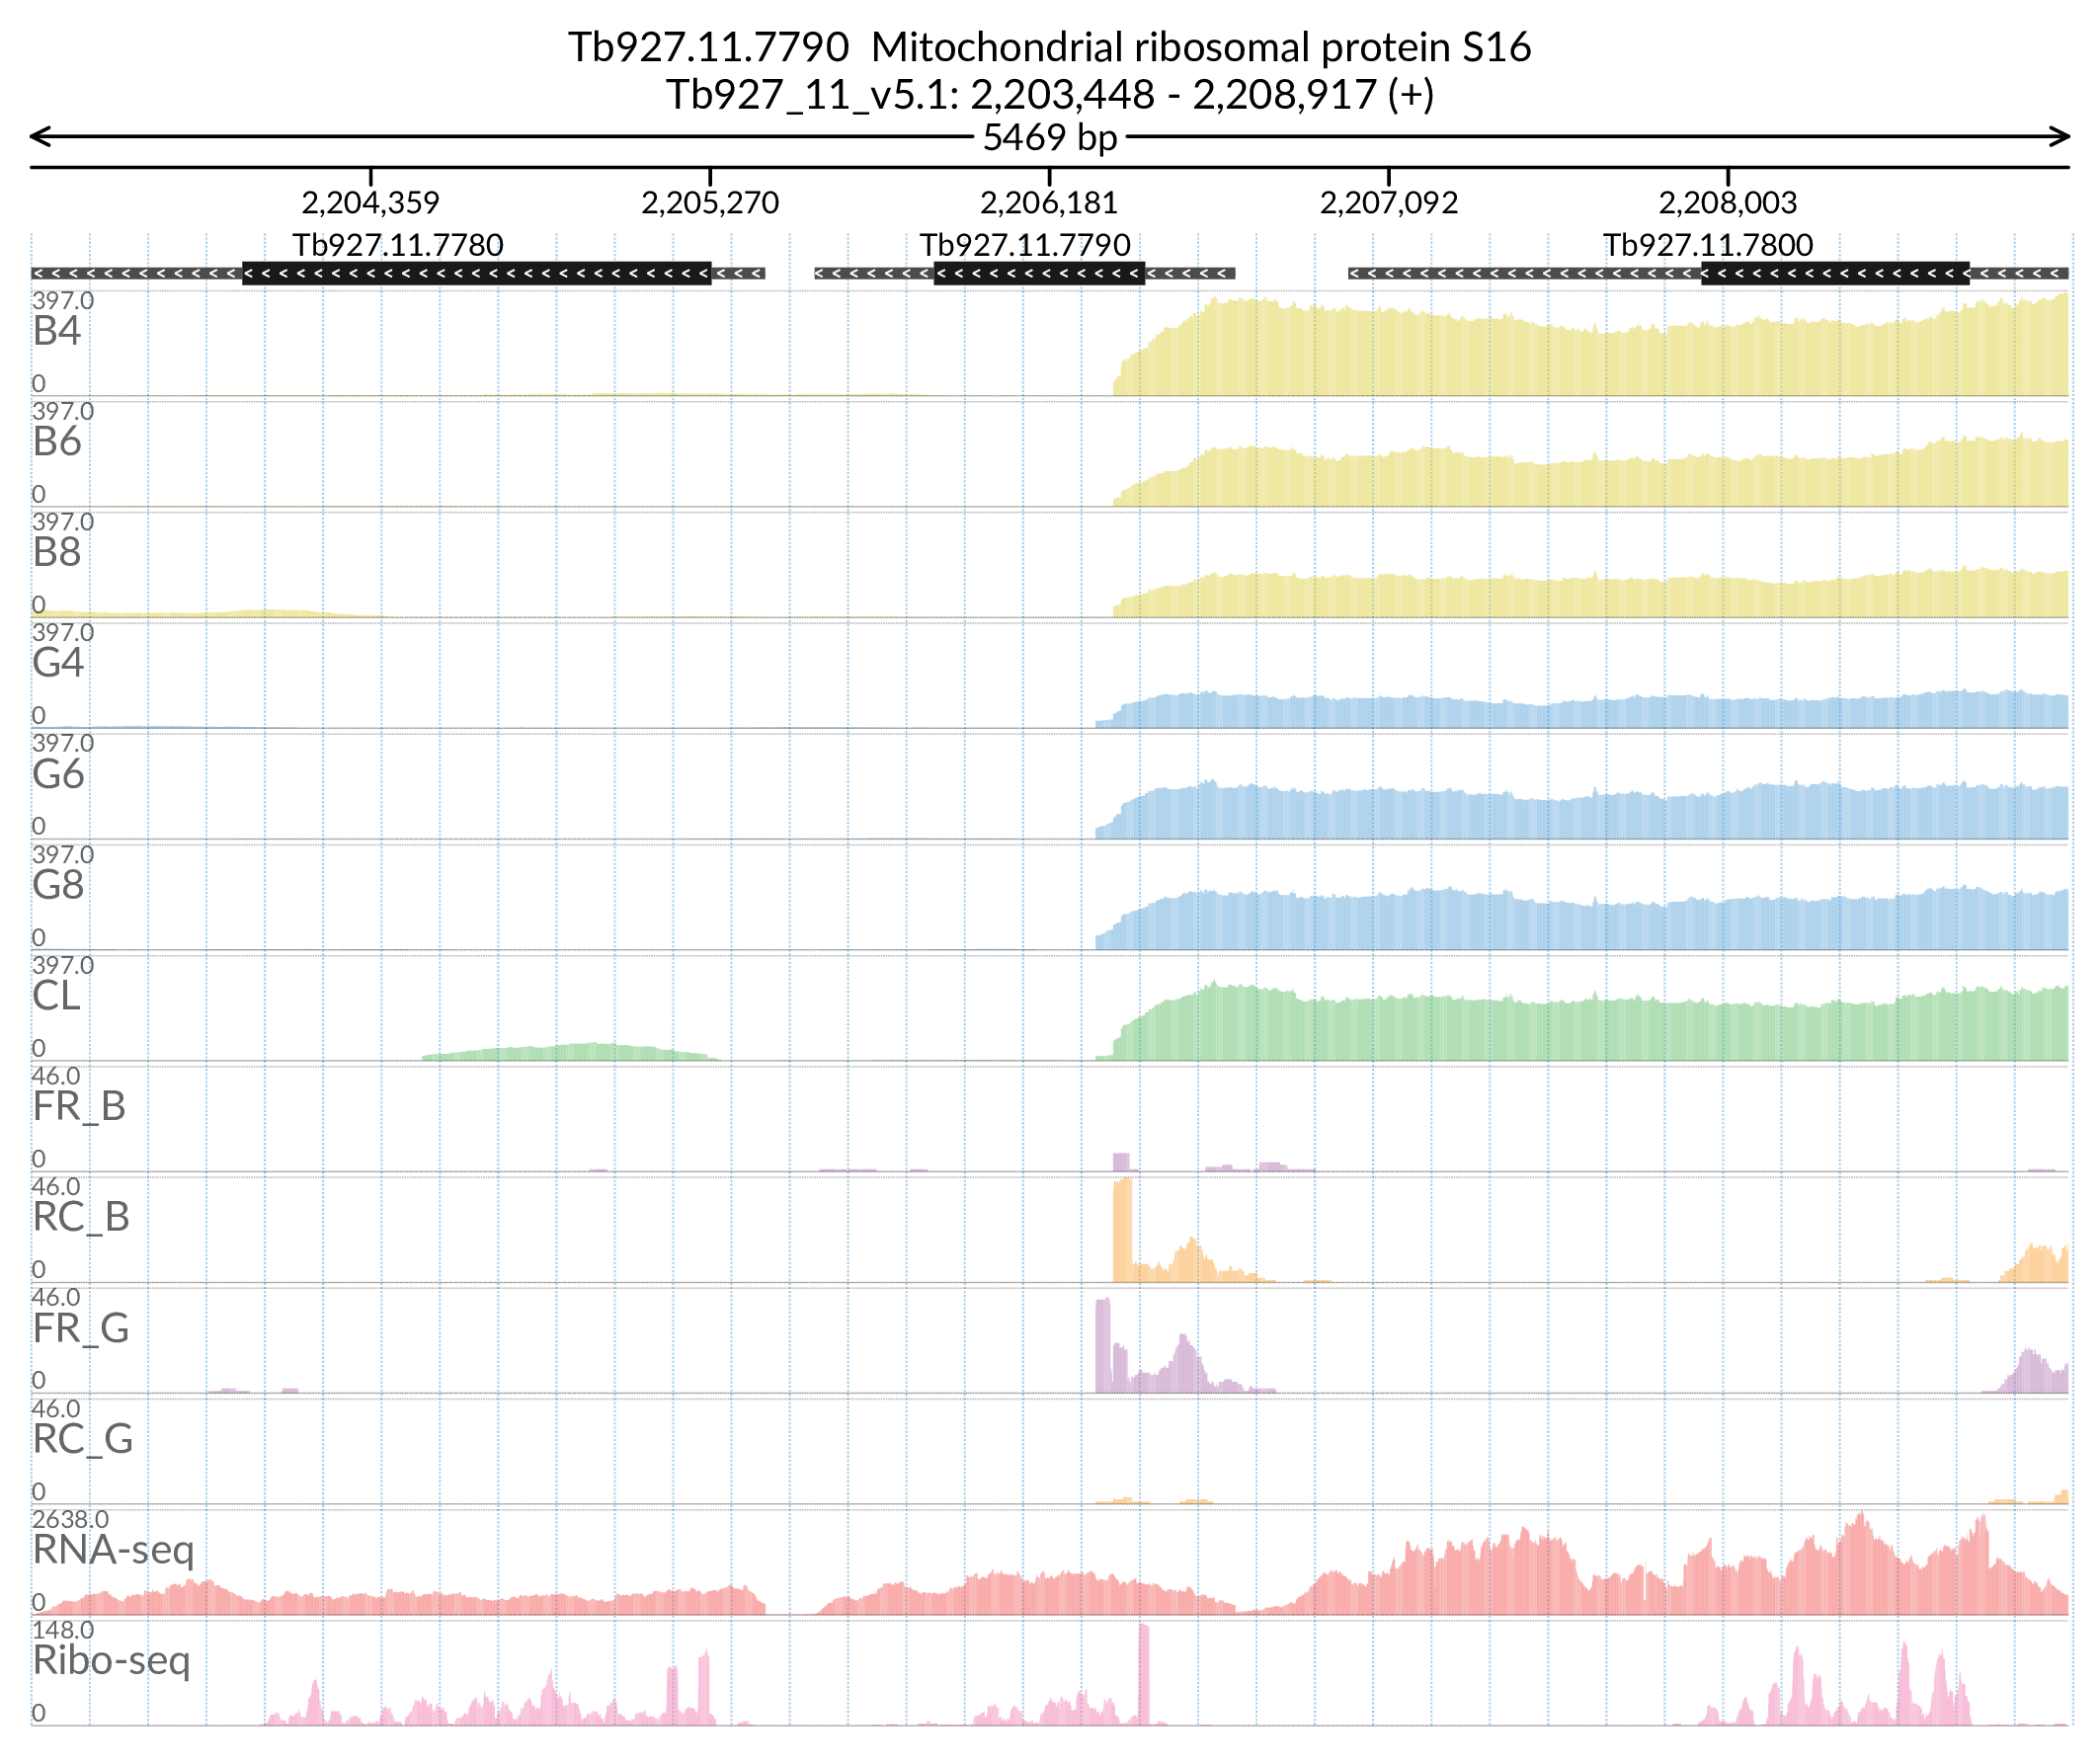 Tb927.11.7790 Mitochondrial ribosomal protein S16
Tb927_11_v5.1: 2,203,448 - 2,208,917 (+)
5469 bp
2,204,359 2,205,270 2,206,181 2,207,092 2,208,003
Tb927.11.7780 Tb927.11.7790 Tb927.11.7800
397.0
B4
0
397.0
B6
0
397.0
B8
0
397.0
G4
0
397.0
G6
0
397.0
G8
0
397.0
CL
0
46.0
FR_B
0
46.0
RC_B
0
46.0
FR_G
0
46.0
RC_G
0
2638.0
RNA-seq
0
148.0
Ribo-seq
0